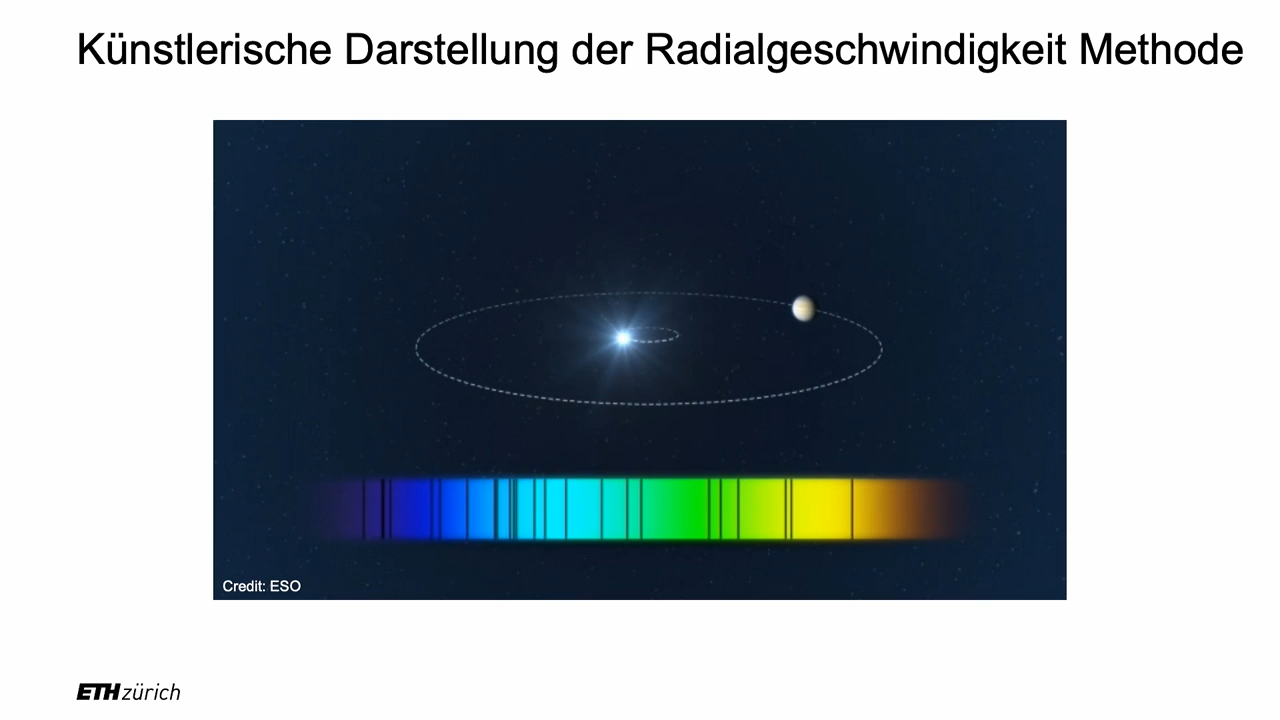 Künstlerische Darstellung der Radialgeschwindigkeit Methode
Credit: ESO
ETH zürich